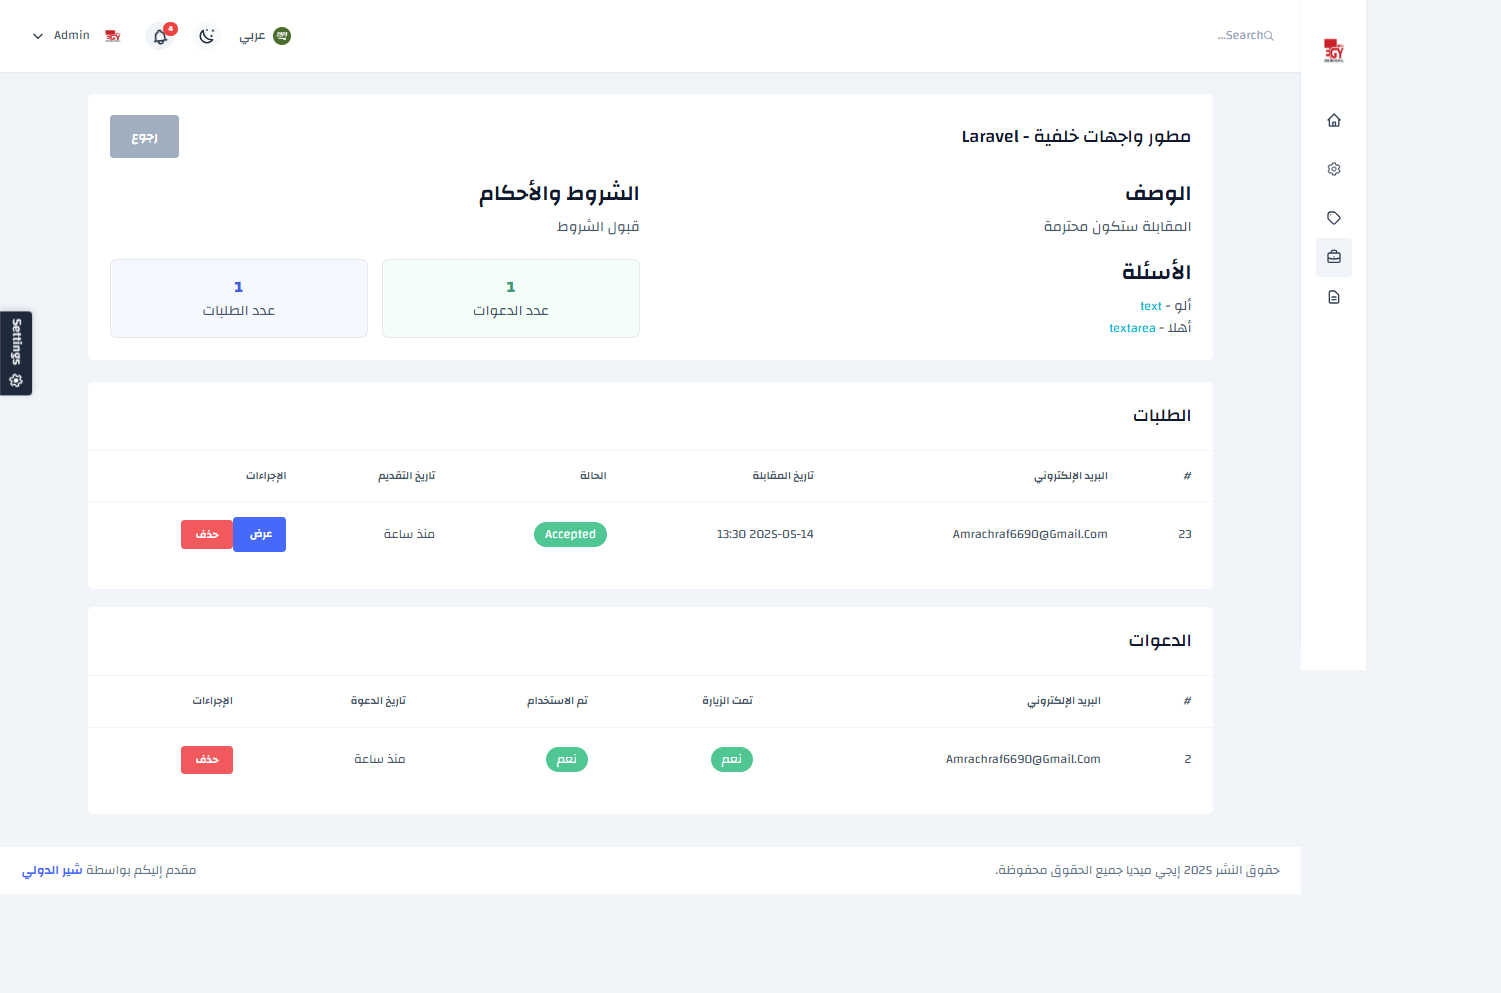 Search...
عربي
4
EGY
Admin
EGY
مطور واجهات خلفية - Laravel
رجوع
الوصف
المقابلة ستكون محترمة
الشروط والأحكام
قبول الشروط
الأسئلة
ألو - text
أهلا - textarea
1
عدد الدعوات
1
عدد الطلبات
Settings
الطلبات
# البريد الإلكتروني تاريخ المقابلة الحالة تاريخ التقديم الإجراءات
23 Amrachraf6690@Gmail.Com 2025-05-14 13:30 Accepted منذ ساعة عرض حذف
الدعوات
# البريد الإلكتروني تمت الزيارة تم الاستخدام تاريخ الدعوة الإجراءات
2 Amrachraf6690@Gmail.Com نعم نعم منذ ساعة حذف
حقوق النشر 2025 إيجي ميديا جميع الحقوق محفوظة.
مقدم إليكم بواسطة شير الدولي